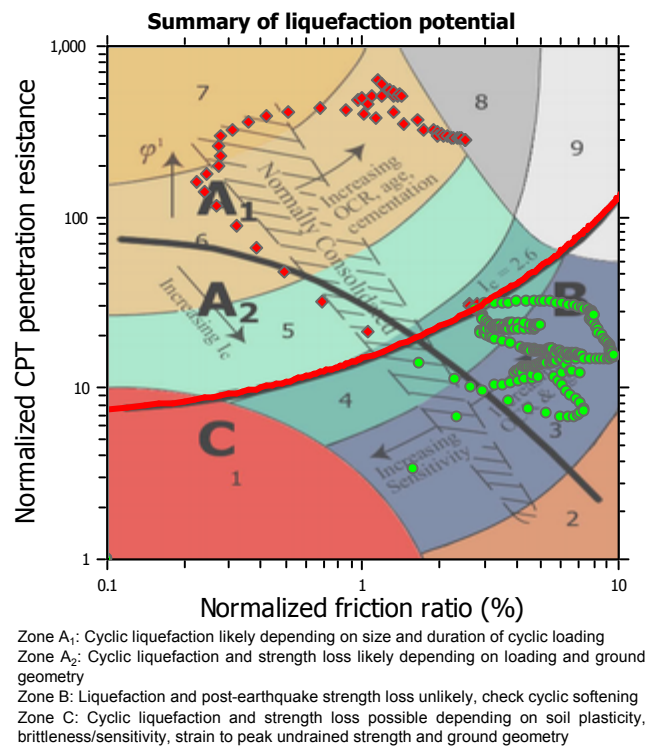 Summary of liquefaction potential
Normalized CPT penetration resistance
1,000
100
10
1
7
8
9
φ'
Increasing
OCR, age,
cementation
A1
Normally Consolidated
6
A2
Increasing Ic
5
Ic = 2.6
B
4
3
C
1
Increasing
Sensitivity
2
0.1
1
10
Normalized friction ratio (%)
Zone A1: Cyclic liquefaction likely depending on size and duration of cyclic loading
Zone A2: Cyclic liquefaction and strength loss likely depending on loading and ground
geometry
Zone B: Liquefaction and post-earthquake strength loss unlikely, check cyclic softening
Zone C: Cyclic liquefaction and strength loss possible depending on soil plasticity,
brittleness/sensitivity, strain to peak undrained strength and ground geometry